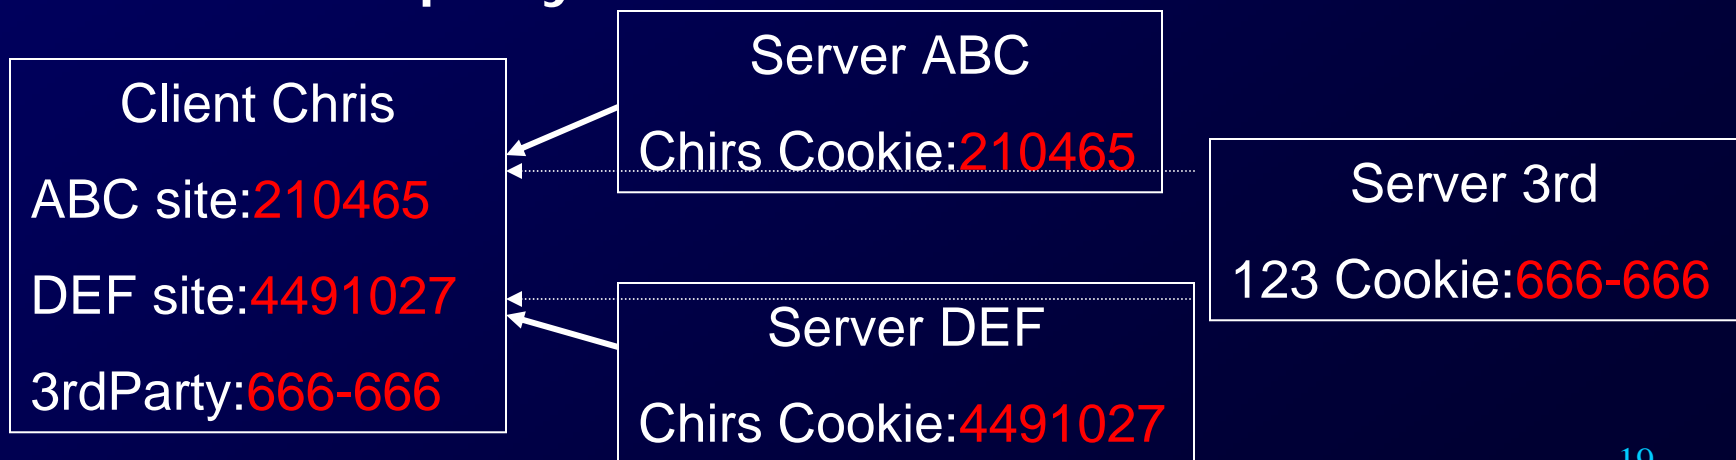 Client Chris
ABC site:210465
DEF site:4491027
3rdParty:666-666
Server ABC
Chirs Cookie:210465
Server DEF
Chirs Cookie:4491027
Server 3rd
123 Cookie:666-666
19